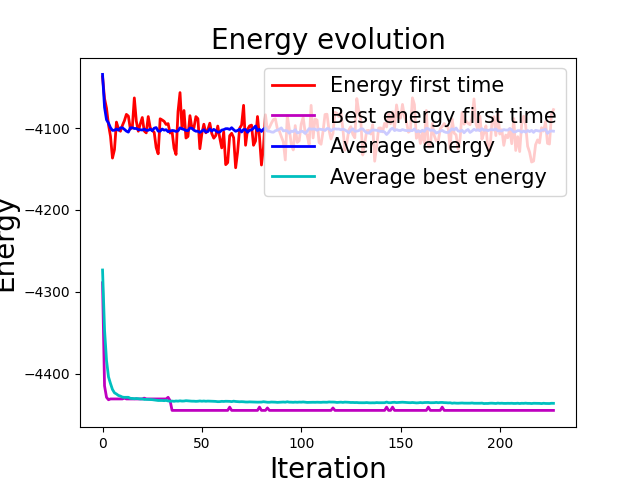 Energy evolution
Energy first time
Best energy first time
Average energy
Average best energy
Energy
−4100
−4200
−4300
−4400
0
50
100
150
200
Iteration